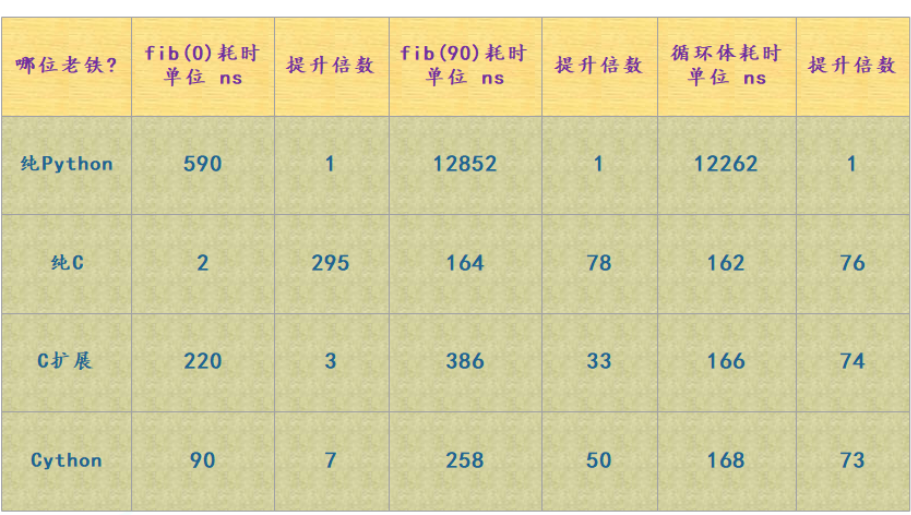 哪位老铁?
fib(0)耗时
单位 ns
提升倍数
fib(90)耗时
单位 ns
提升倍数
循环体耗时
单位 ns
提升倍数
纯Python
590
1
12852
1
12262
1
纯C
2
295
164
78
162
76
C扩展
220
3
386
33
166
74
Cython
90
7
258
50
168
73